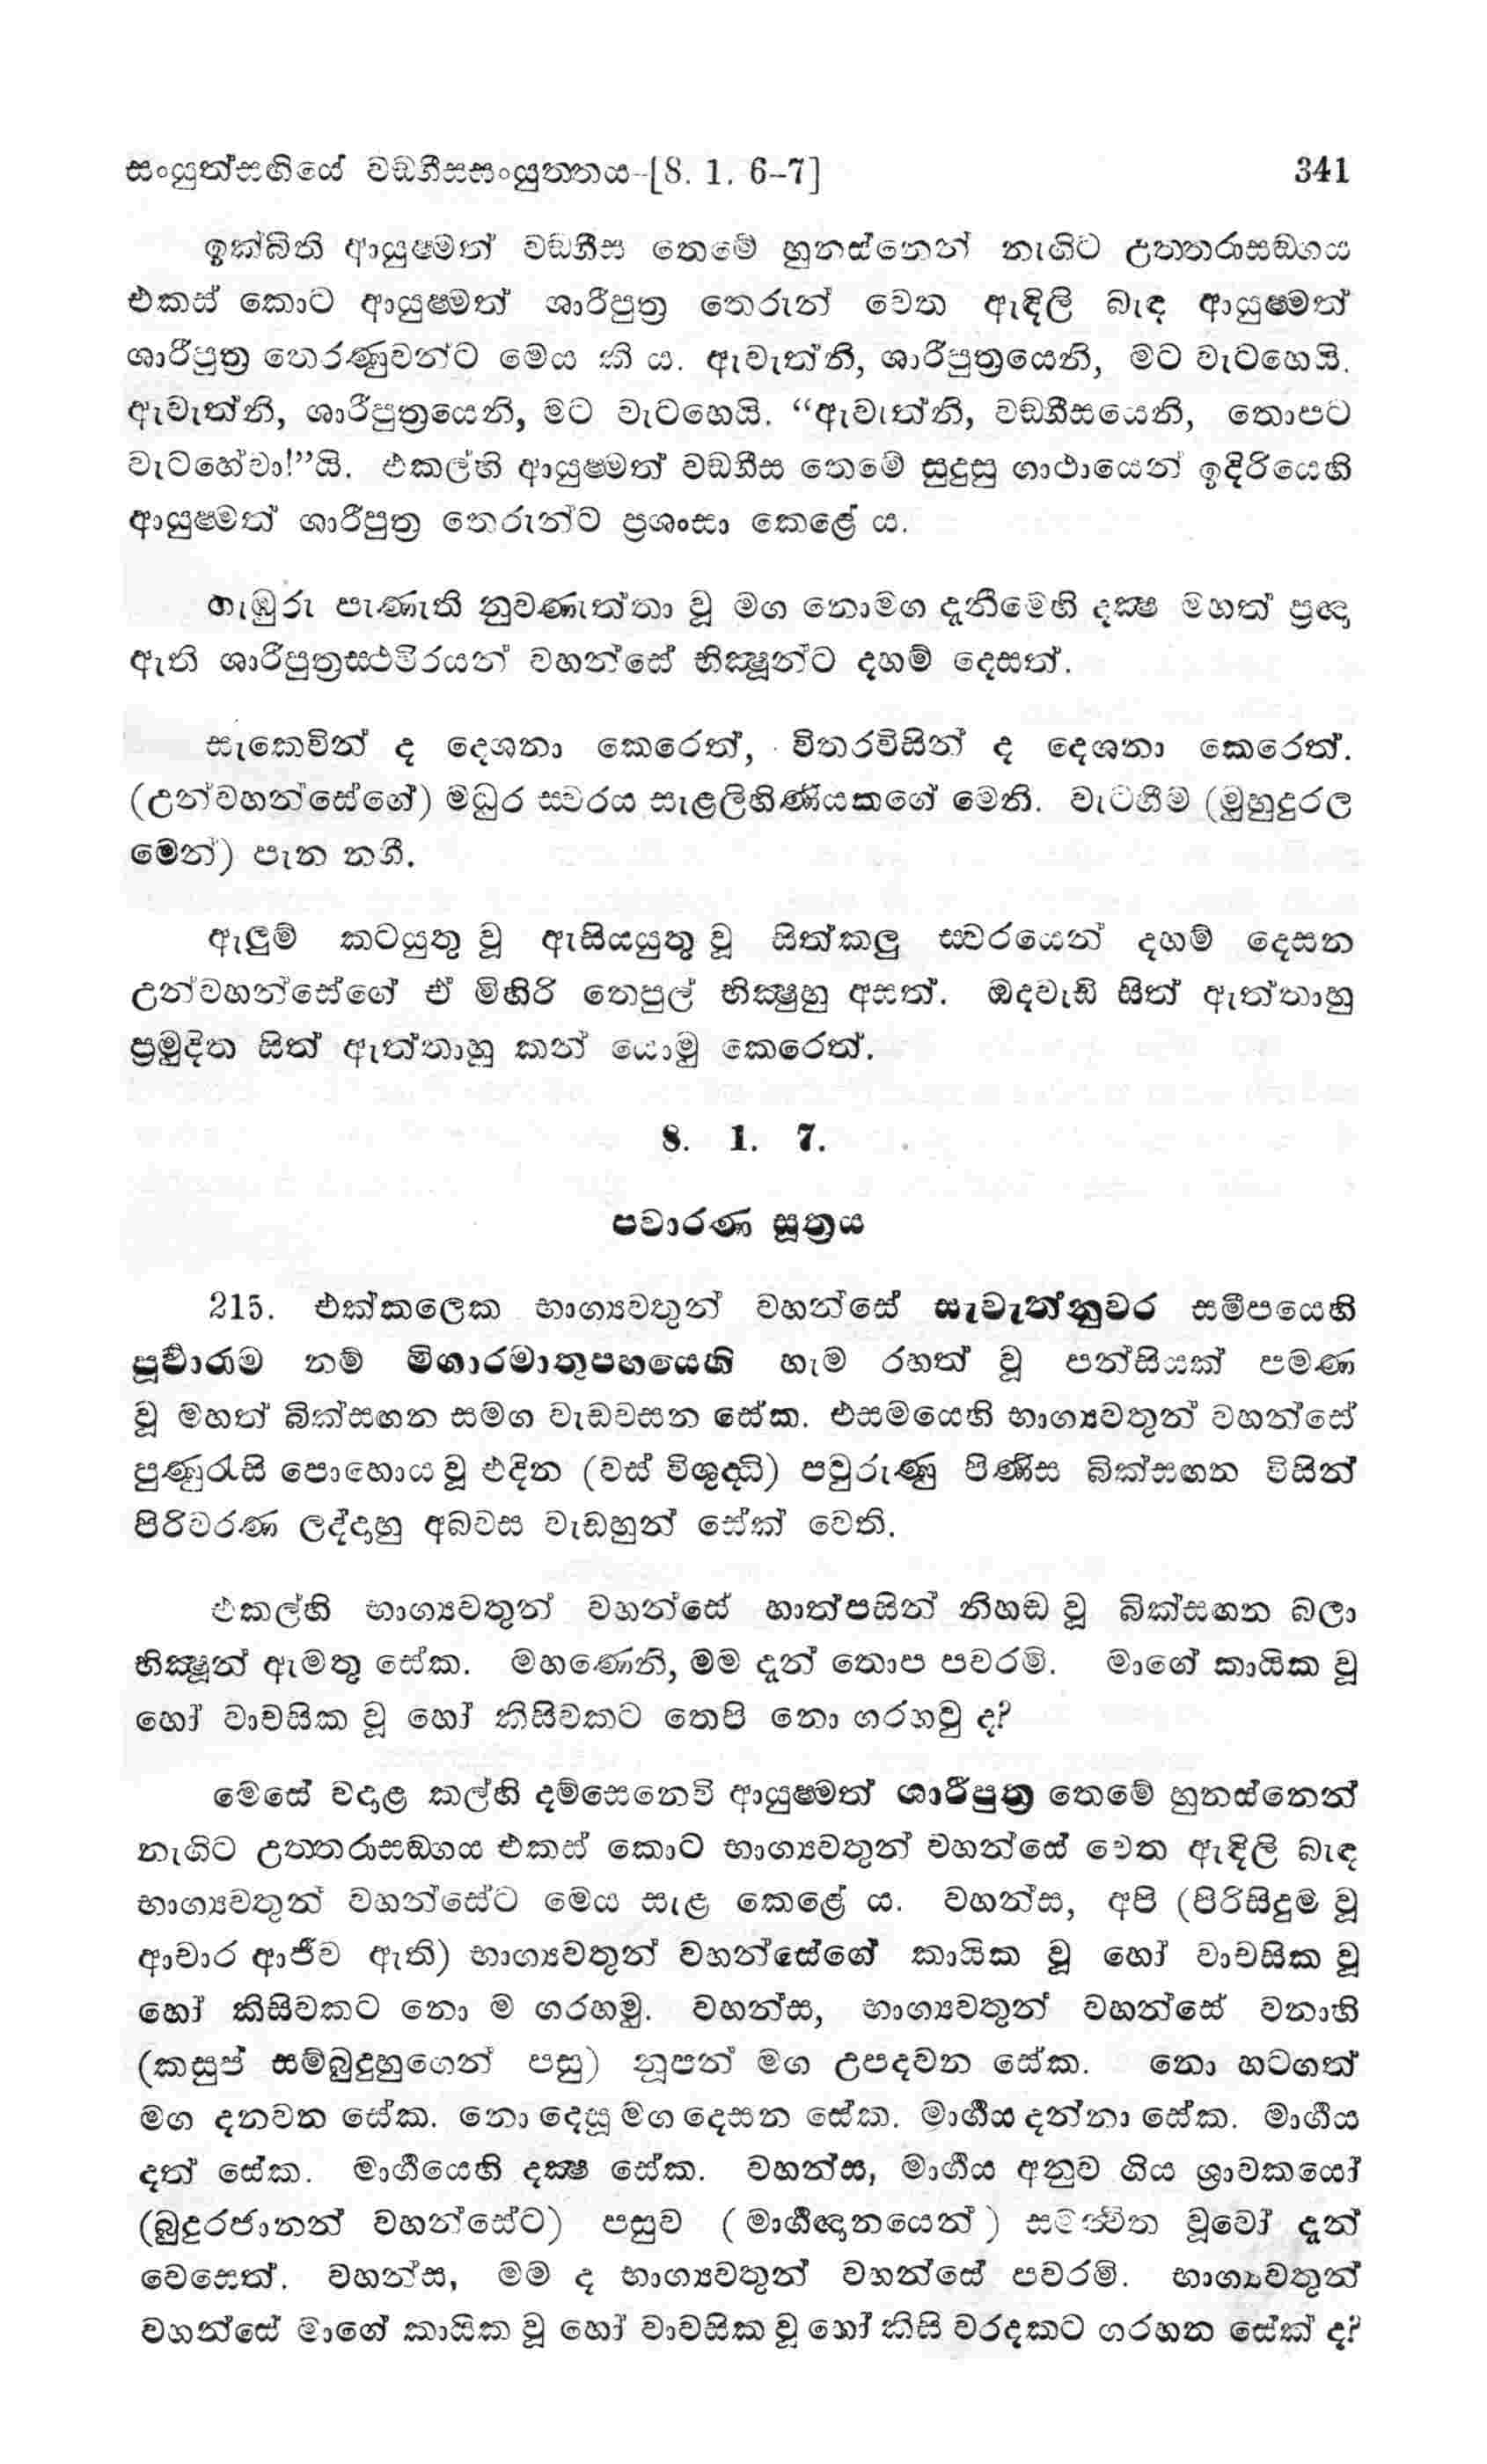 සංයුත්සඟියේ වඞ්ගීසසංයුත්තය-[8. 1. 6-7] 341
ඉක්බිති ආයුෂ්මත් වඞ්ගීස තෙමේ හුනස්නෙන් නැගිට උත්තරාසඞ්ගය
එකස් කොට ආයුෂ්මත් ශාරීපුත්‍ර තෙරුන් වෙත ඇඳිලි බැඳ ආයුෂ්මත්
ශාරීපුත්‍ර තෙරණුවන්ට මෙය කී ය. ඇවැත්නි, ශාරීපුත්‍රයෙනි, මට වැටහෙයි.
ඇවැත්නි, ශාරීපුත්‍රයෙනි, මට වැටහෙයි. “ඇවැත්නි, වඞ්ගීසයෙනි, තොපට
වැටහේවා!”යි. එකල්හි ආයුෂ්මත් වඞ්ගීස තෙමේ සුදුසු ගාථායෙන් ඉදිරියෙහි
ආයුෂ්මත් ශාරීපුත්‍ර තෙරුන්ට ප්‍රශංසා කෙළේ ය.
ගැඹුරු පැණැති නුවණැත්තා වූ මග නොමග දැනීමෙහි දක්ෂ මහත් ප්‍රඥා
ඇති ශාරීපුත්‍රස්ථවිරයන් වහන්සේ භික්ෂූන්ට දහම් දෙසත්.
සැකෙවින් ද දෙශනා කෙරෙත්, විතරවිසින් ද දෙශනා කෙරෙත්.
(උන්වහන්සේගේ) මධුර ස්වරය සැළලිහිණියකගේ මෙනි. වැටහීම් (මුහුදුරල
මෙන්) පැන නගී.
ඇලුම් කටයුතු වූ ඇසියයුතු වූ සිත්කලු ස්වරයෙන් දහම් දෙසන
උන්වහන්සේගේ ඒ මිහිරි තෙපුල් භික්ෂුහු අසත්. ඔදවැඩි සිත් ඇත්තාහු
ප්‍රමුදිත සිත් ඇත්තාහු කන් යොමු කෙරෙත්.
8. 1. 7.
පවාරණ සූත්‍රය
215. එක්කලෙක භාග්‍යවතුන් වහන්සේ සැවැත්නුවර සමීපයෙහි
පූර්වාරාම නම් මිගාරමාතුපහයෙහි හැම රහත් වූ පන්සියක් පමණ
වූ මහත් බික්සඟන සමග වැඩවසන සේක. එසමයෙහි භාග්‍යවතුන් වහන්සේ
පුණුරැසි පොහොය වූ එදින (වස් විශුද්ධි) පවුරුණු පිණිස බික්සඟන විසින්
පිරිවරණ ලද්දාහු අබවස වැඩහුන් සේක් වෙති.
එකල්හි භාග්‍යවතුන් වහන්සේ හාත්පසින් නිහඬ වූ බික්සඟන බලා
භික්ෂූන් ඇමතූ සේක. මහණෙනි, මම දැන් තොප පවරමි. මාගේ කායික වූ
හෝ වාචසික වූ හෝ කිසිවකට තෙපි නො ගරහවු ද?
මෙසේ වදාළ කල්හි දම්සෙනෙවි ආයුෂ්මත් ශාරීපුත්‍ර තෙමේ හුනස්නෙන්
නැගිට උත්තරාසඞ්ගය එකස් කොට භාග්‍යවතුන් වහන්සේ වෙත ඇඳිලි බැඳ
භාග්‍යවතුන් වහන්සේට මෙය සැළ කෙළේ ය. වහන්ස, අපි (පිරිසිදුම් වූ
ආචාර ආජීව ඇති) භාග්‍යවතුන් වහන්සේගේ කායික වූ හෝ වාචසික වූ
හෝ කිසිවකට නො ම ගරහමු. වහන්ස, භාග්‍යවතුන් වහන්සේ වනාහි
(කසුප් සම්බුදුහුගෙන් පසු) නූපන් මග උපදවන සේක. නො හටගත්
මග දනවන සේක. නො දෙසූ මග දෙසන සේක. මාර්ගය දන්නා සේක. මාර්ගය
දත් සේක. මාර්ගයෙහි දක්ෂ සේක. වහන්ස, මාර්ගය අනුව ගිය ශ්‍රාවකයෝ
(බුදුරජානන් වහන්සේට) පසුව (මාර්ගඥානයෙන්) සමන්විත වූවෝ දැන්
වෙසෙත්. වහන්ස, මම ද භාග්‍යවතුන් වහන්සේ පවරමි. භාග්‍යවතුන්
වහන්සේ මාගේ කායික වූ හෝ වාචසික වූ හෝ කිසි වරදකට ගරහන සේක් ද?